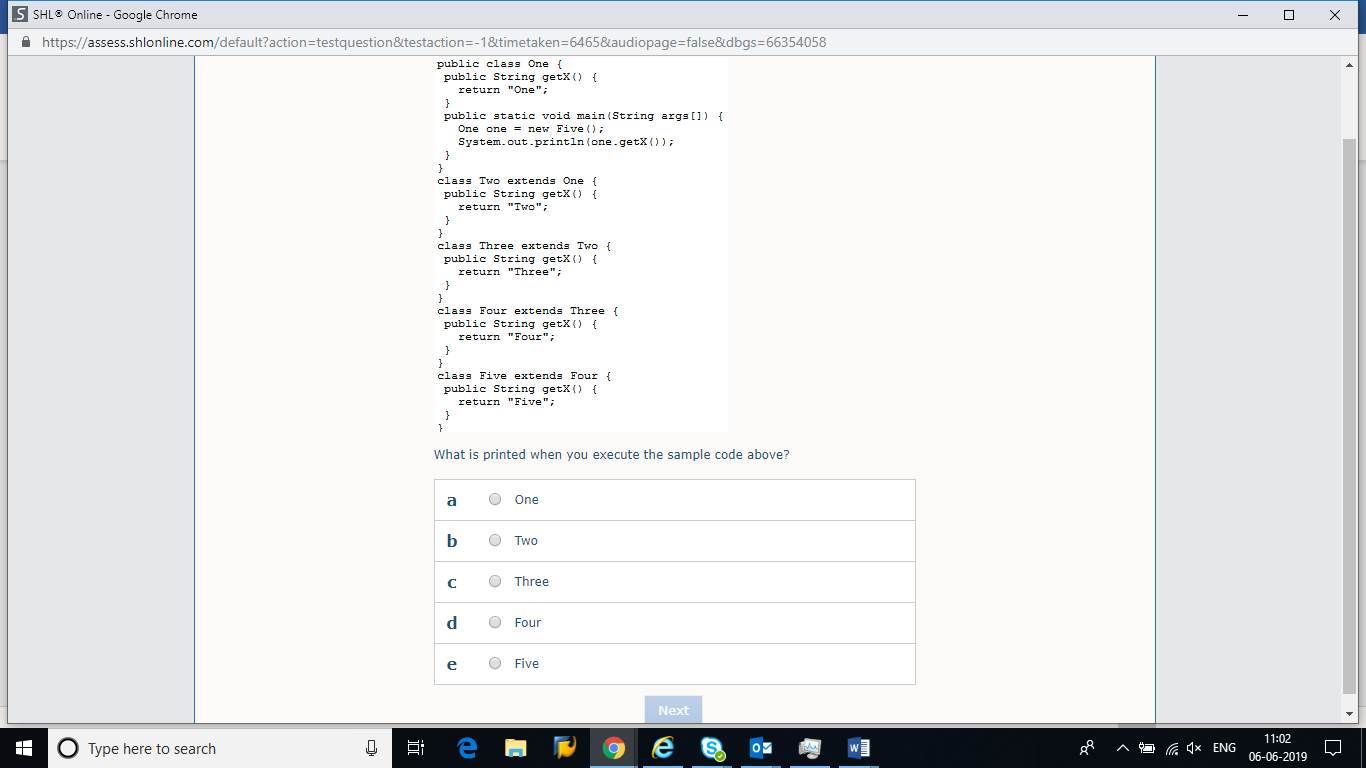 SHL® Online - Google Chrome
https://assess.shlonline.com/default?action=testquestion&testaction=-1&timetaken=6465&audiopage=false&dbgs=66354058
public class One {
public String getX() {
return "One";
}
public static void main(String args[]) {
One one = new Five();
System.out.println(one.getX());
}
}
class Two extends One {
public String getX() {
return "Two";
}
}
class Three extends Two {
public String getX() {
return "Three";
}
}
class Four extends Three {
public String getX() {
return "Four";
}
}
class Five extends Four {
public String getX() {
return "Five";
}
}
What is printed when you execute the sample code above?
a One
b Two
c Three
d Four
e Five
Next
Type here to search
ENG
11:02
06-06-2019